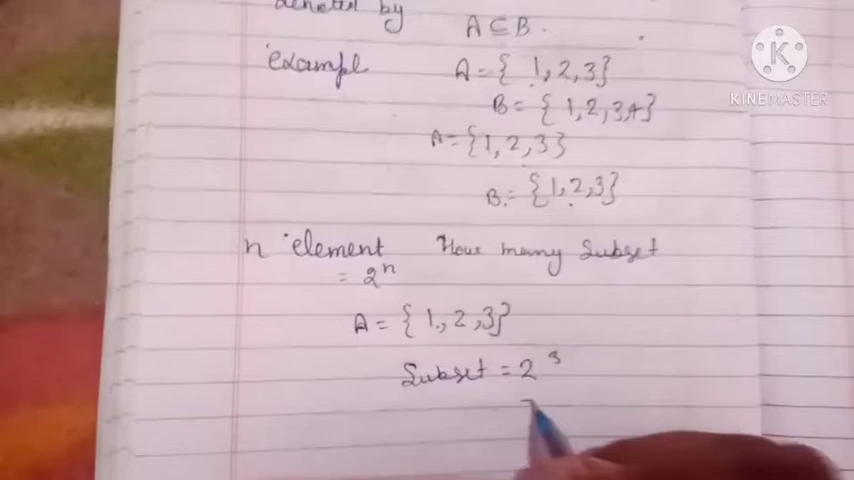 denoted by
A ⊂ B.
example A = { 1, 2, 3}
B = { 1, 2, 3, 4}
A = {1, 2, 3}
B = {1, 2, 3}
n element How many Subset
= 2ⁿ
A = { 1, 2, 3}
Subset = 2³
KINEMASTER